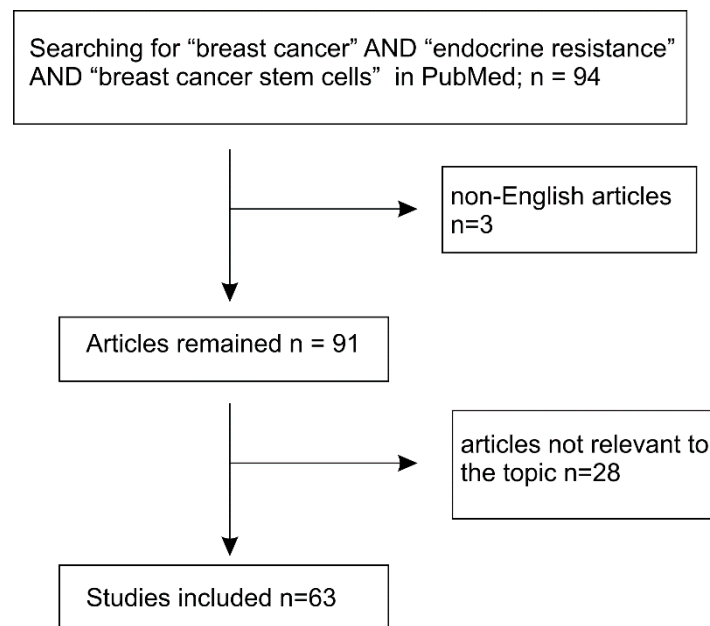 Searching for “breast cancer” AND “endocrine resistance”
AND “breast cancer stem cells”  in PubMed; n = 94
non-English articles
n=3
Articles remained n = 91
articles not relevant to
the topic n=28
Studies included n=63